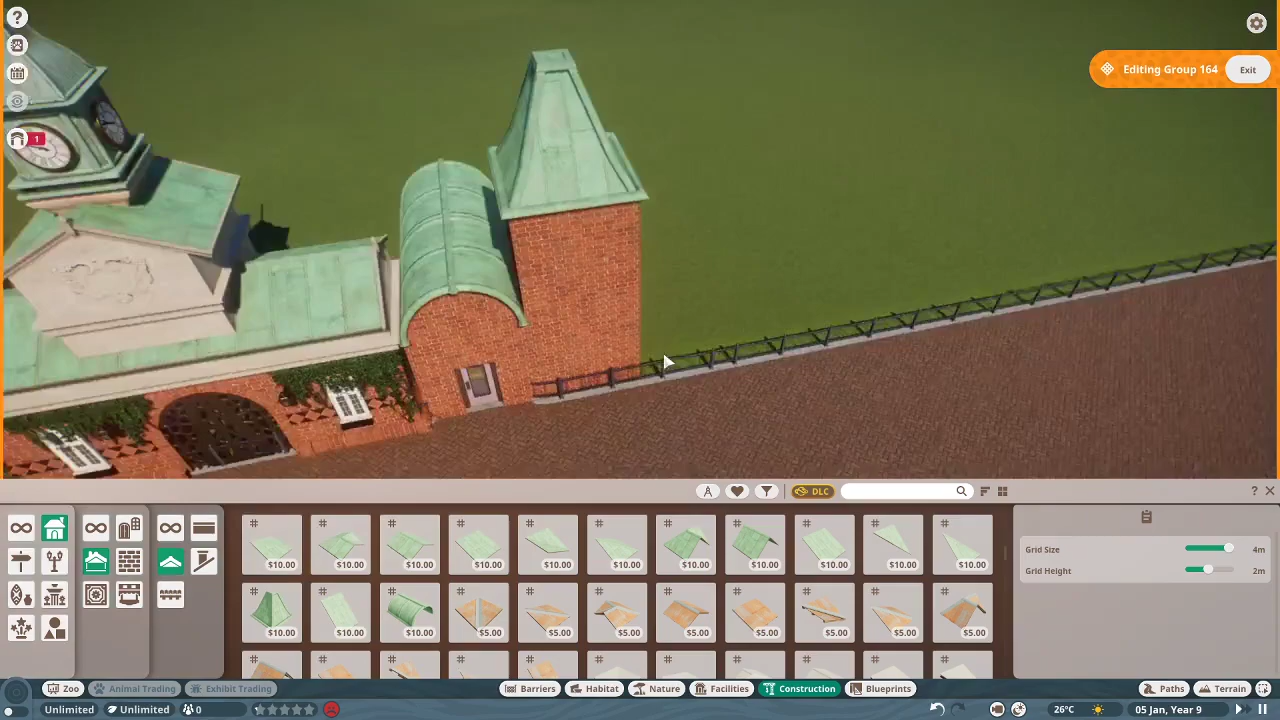 ?
Editing Group 164 Exit
1
DLC
? 
$10.00 $10.00 $10.00 $10.00 $10.00 $10.00 $10.00 $10.00 $10.00 $10.00 $10.00
Grid Size 4m
Grid Height 2m
$10.00 $10.00 $10.00 $5.00 $5.00 $5.00 $5.00 $5.00 $5.00 $5.00 $5.00
Zoo Animal Trading Exhibit Trading Barriers Habitat Nature Facilities Construction Blueprints Paths Terrain
Unlimited Unlimited 0 26°C 05 Jan, Year 9